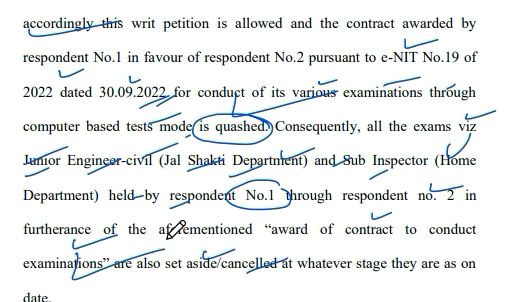 accordingly this writ petition is allowed and the contract awarded by
respondent No.1 in favour of respondent No.2 pursuant to e-NIT No.19 of
2022 dated 30.09.2022 for conduct of its various examinations through
computer based tests mode is quashed. Consequently, all the exams viz
Junior Engineer-civil (Jal Shakti Department) and Sub Inspector (Home
Department) held by respondent No.1 through respondent no. 2 in
furtherance of the aforementioned “award of contract to conduct
examinations” are also set aside/cancelled at whatever stage they are as on
date.